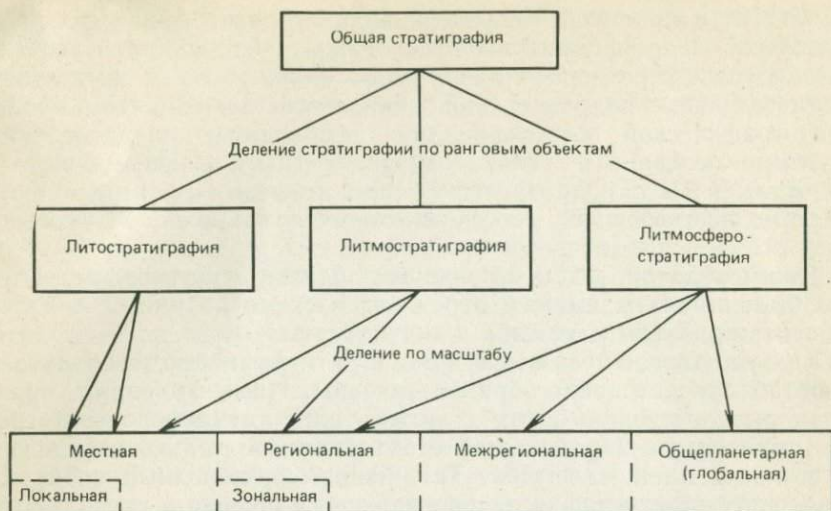 Общая стратиграфия
Деление стратиграфии по ранговым объектам
Литостратиграфия
Литмостратиграфия
Литмосферо-
стратиграфия
Деление по масштабу
Местная
Региональная
Межрегиональная
Общепланетарная
(глобальная)
Локальная
Зональная